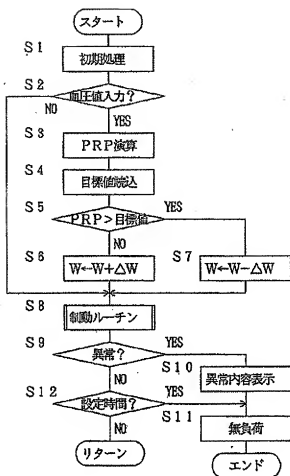 スタート
S1
初期処理
S2
血圧値入力?
NO
YES
S3
PRP演算
S4
目標値読込
S5
PRP>目標値
YES
NO
S6
W←W+△W
S7
W←W−△W
S8
制動ルーチン
S9
異常?
YES
NO
S10
異常内容表示
S12
設定時間?
YES
NO
S11
無負荷
リターン
エンド